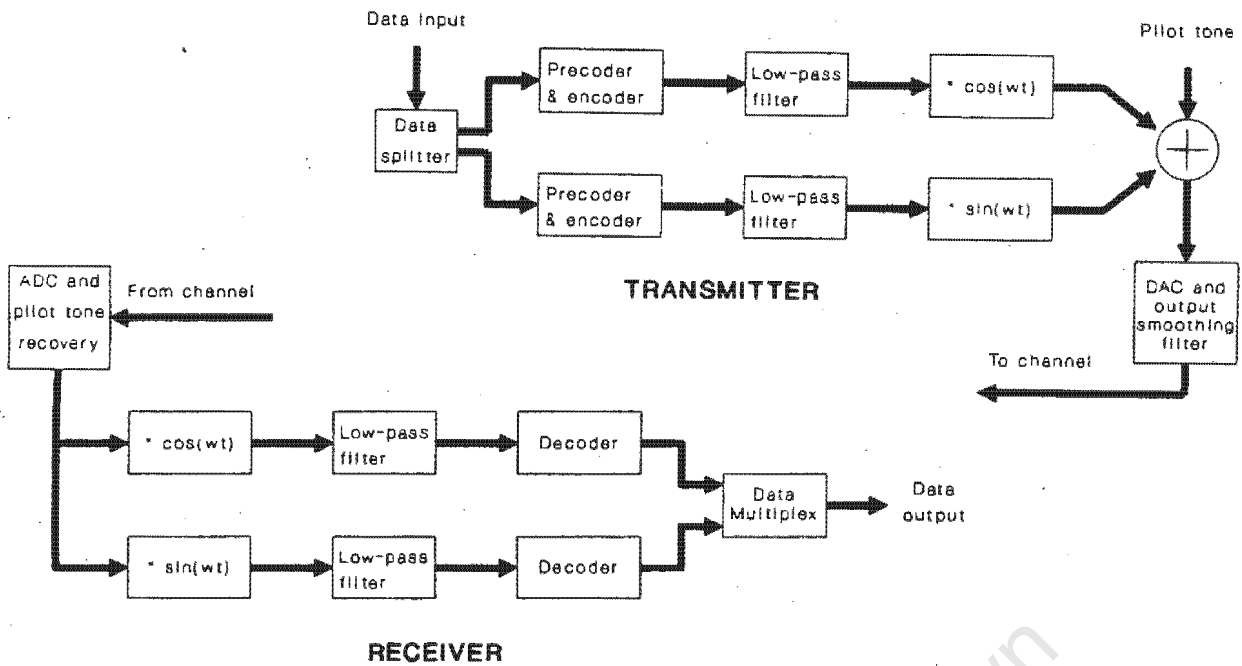 Data Input
Pilot tone
Precoder
& encoder
Low-pass
filter
* cos(wt)
Data
splitter
Precoder
& encoder
Low-pass
filter
* sin(wt)
TRANSMITTER
DAC and
output
smoothing
filter
To channel
ADC and
pilot tone
recovery
From channel
* cos(wt)
Low-pass
filter
Decoder
Data
Multiplex
Data
output
* sin(wt)
Low-pass
filter
Decoder
RECEIVER